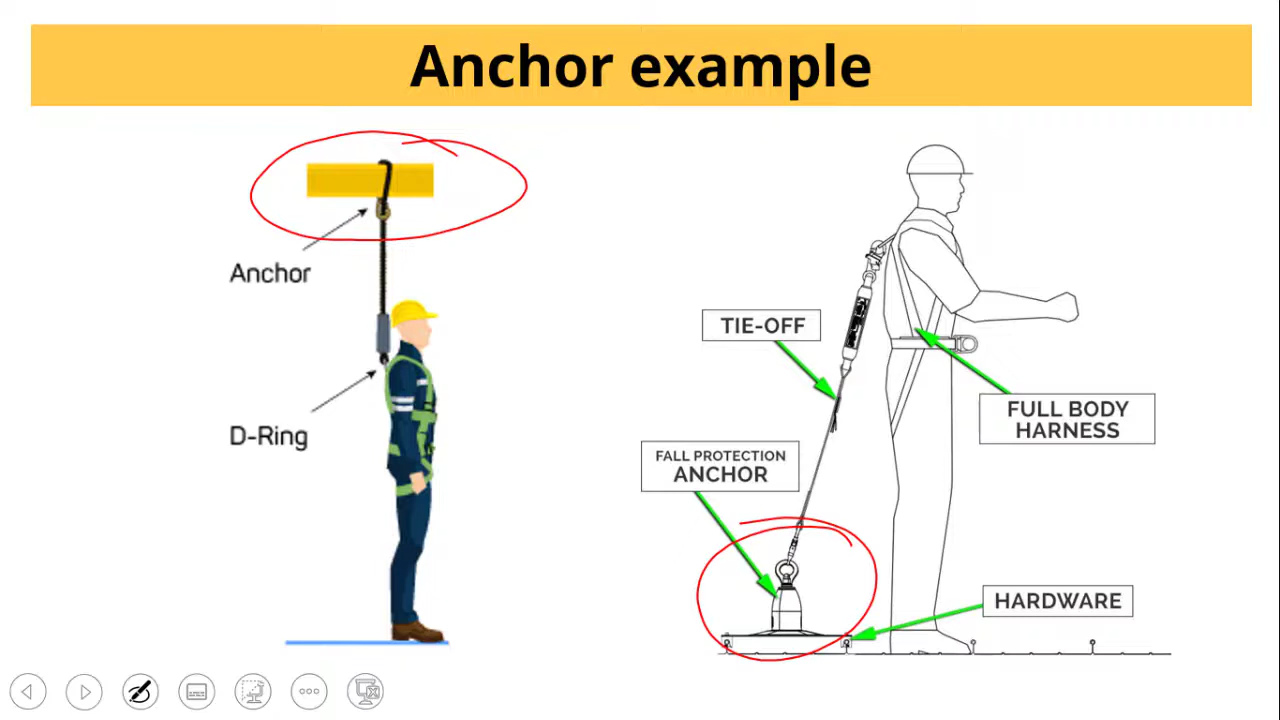 Anchor example
Anchor
D-Ring
TIE-OFF
FULL BODY
HARNESS
FALL PROTECTION
ANCHOR
HARDWARE